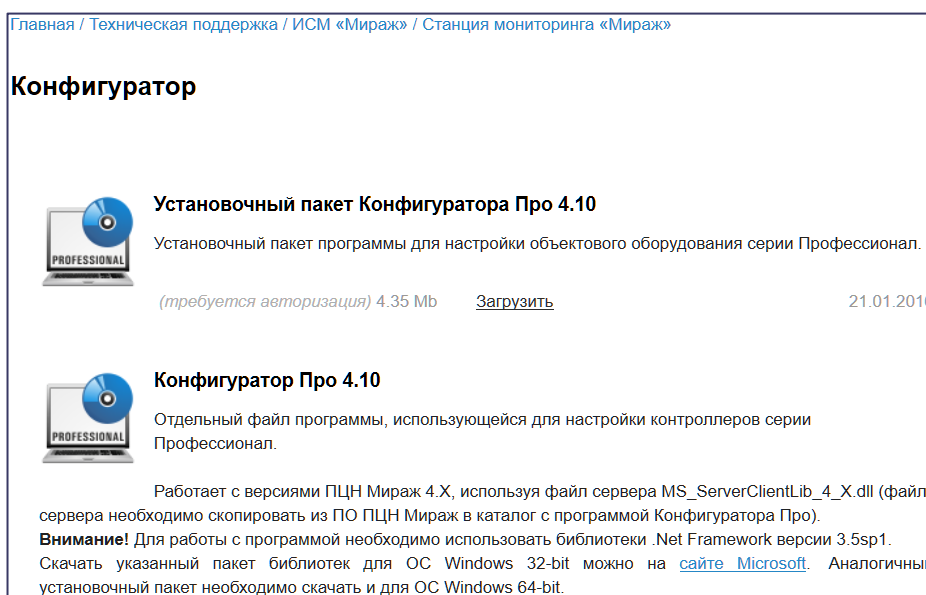 Главная / Техническая поддержка / ИСМ «Мираж» / Станция мониторинга «Мираж»
Конфигуратор
PROFESSIONAL
Установочный пакет Конфигуратора Про 4.10
Установочный пакет программы для настройки объектового оборудования серии Профессионал.
(требуется авторизация) 4.35 Mb Загрузить 21.01.201
PROFESSIONAL
Конфигуратор Про 4.10
Отдельный файл программы, использующейся для настройки контроллеров серии
Профессионал.
Работает с версиями ПЦН Мираж 4.X, используя файл сервера MS_ServerClientLib_4_X.dll (файл
сервера необходимо скопировать из ПО ПЦН Мираж в каталог с программой Конфигуратора Про).
Внимание! Для работы с программой необходимо использовать библиотеки .Net Framework версии 3.5sp1.
Скачать указанный пакет библиотек для ОС Windows 32-bit можно на сайте Microsoft. Аналогичны
установочный пакет необходимо скачать и для ОС Windows 64-bit.